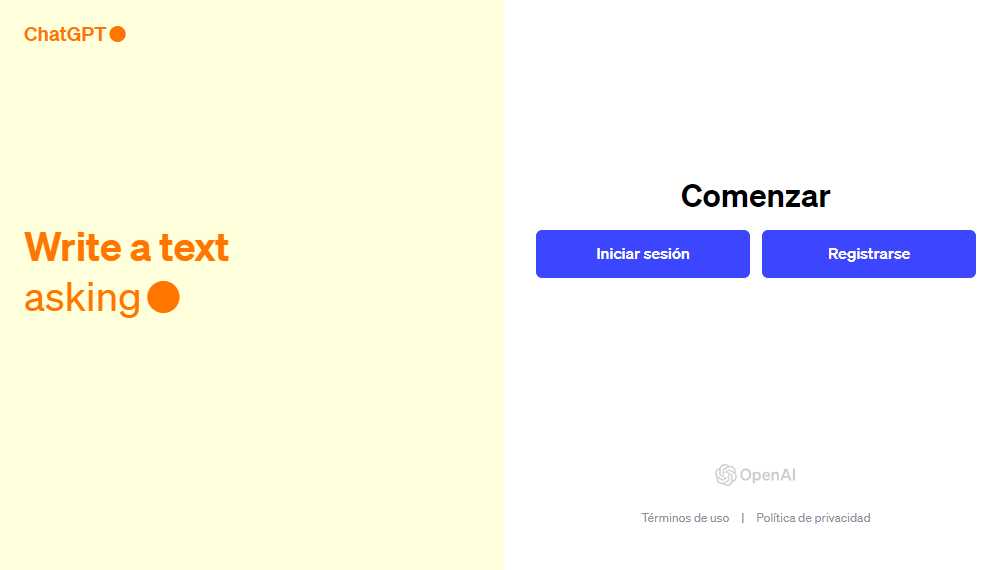 ChatGPT
Write a text
asking
Comenzar
Iniciar sesión
Registrarse
OpenAI
Términos de uso | Política de privacidad